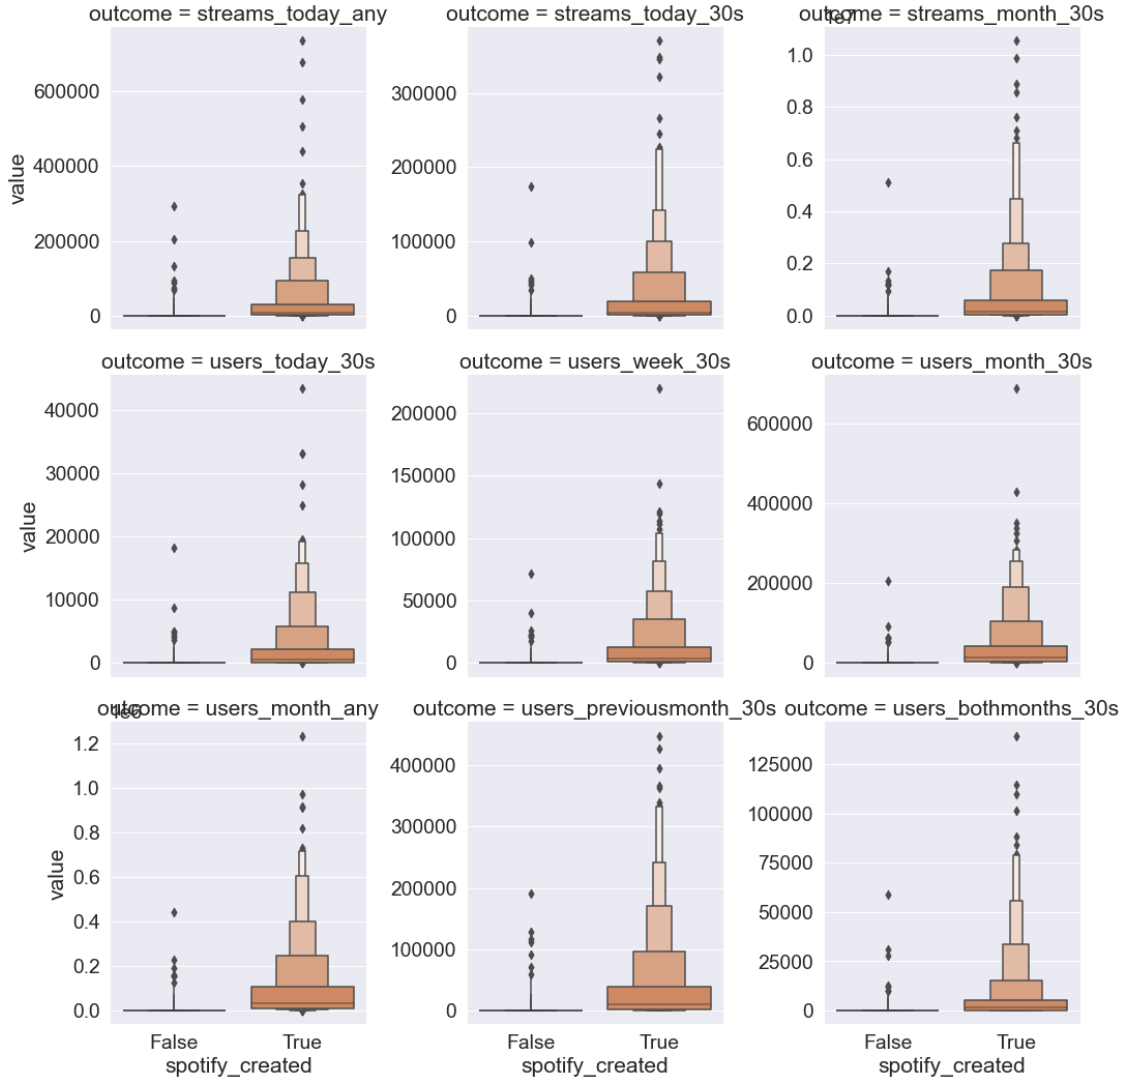 outcome = streams_today_any
outcome = streams_today_30s
outcome = streams_month_30s
1e7
value
600000
400000
200000
0
300000
200000
100000
0
1.0
0.8
0.6
0.4
0.2
0.0
outcome = users_today_30s
outcome = users_week_30s
outcome = users_month_30s
value
40000
30000
20000
10000
0
200000
150000
100000
50000
0
600000
400000
200000
0
outcome = users_month_any
1e6
outcome = users_previousmonth_30s
outcome = users_bothmonths_30s
value
1.2
1.0
0.8
0.6
0.4
0.2
0.0
400000
300000
200000
100000
0
125000
100000
75000
50000
25000
0
False
True
spotify_created
False
True
spotify_created
False
True
spotify_created